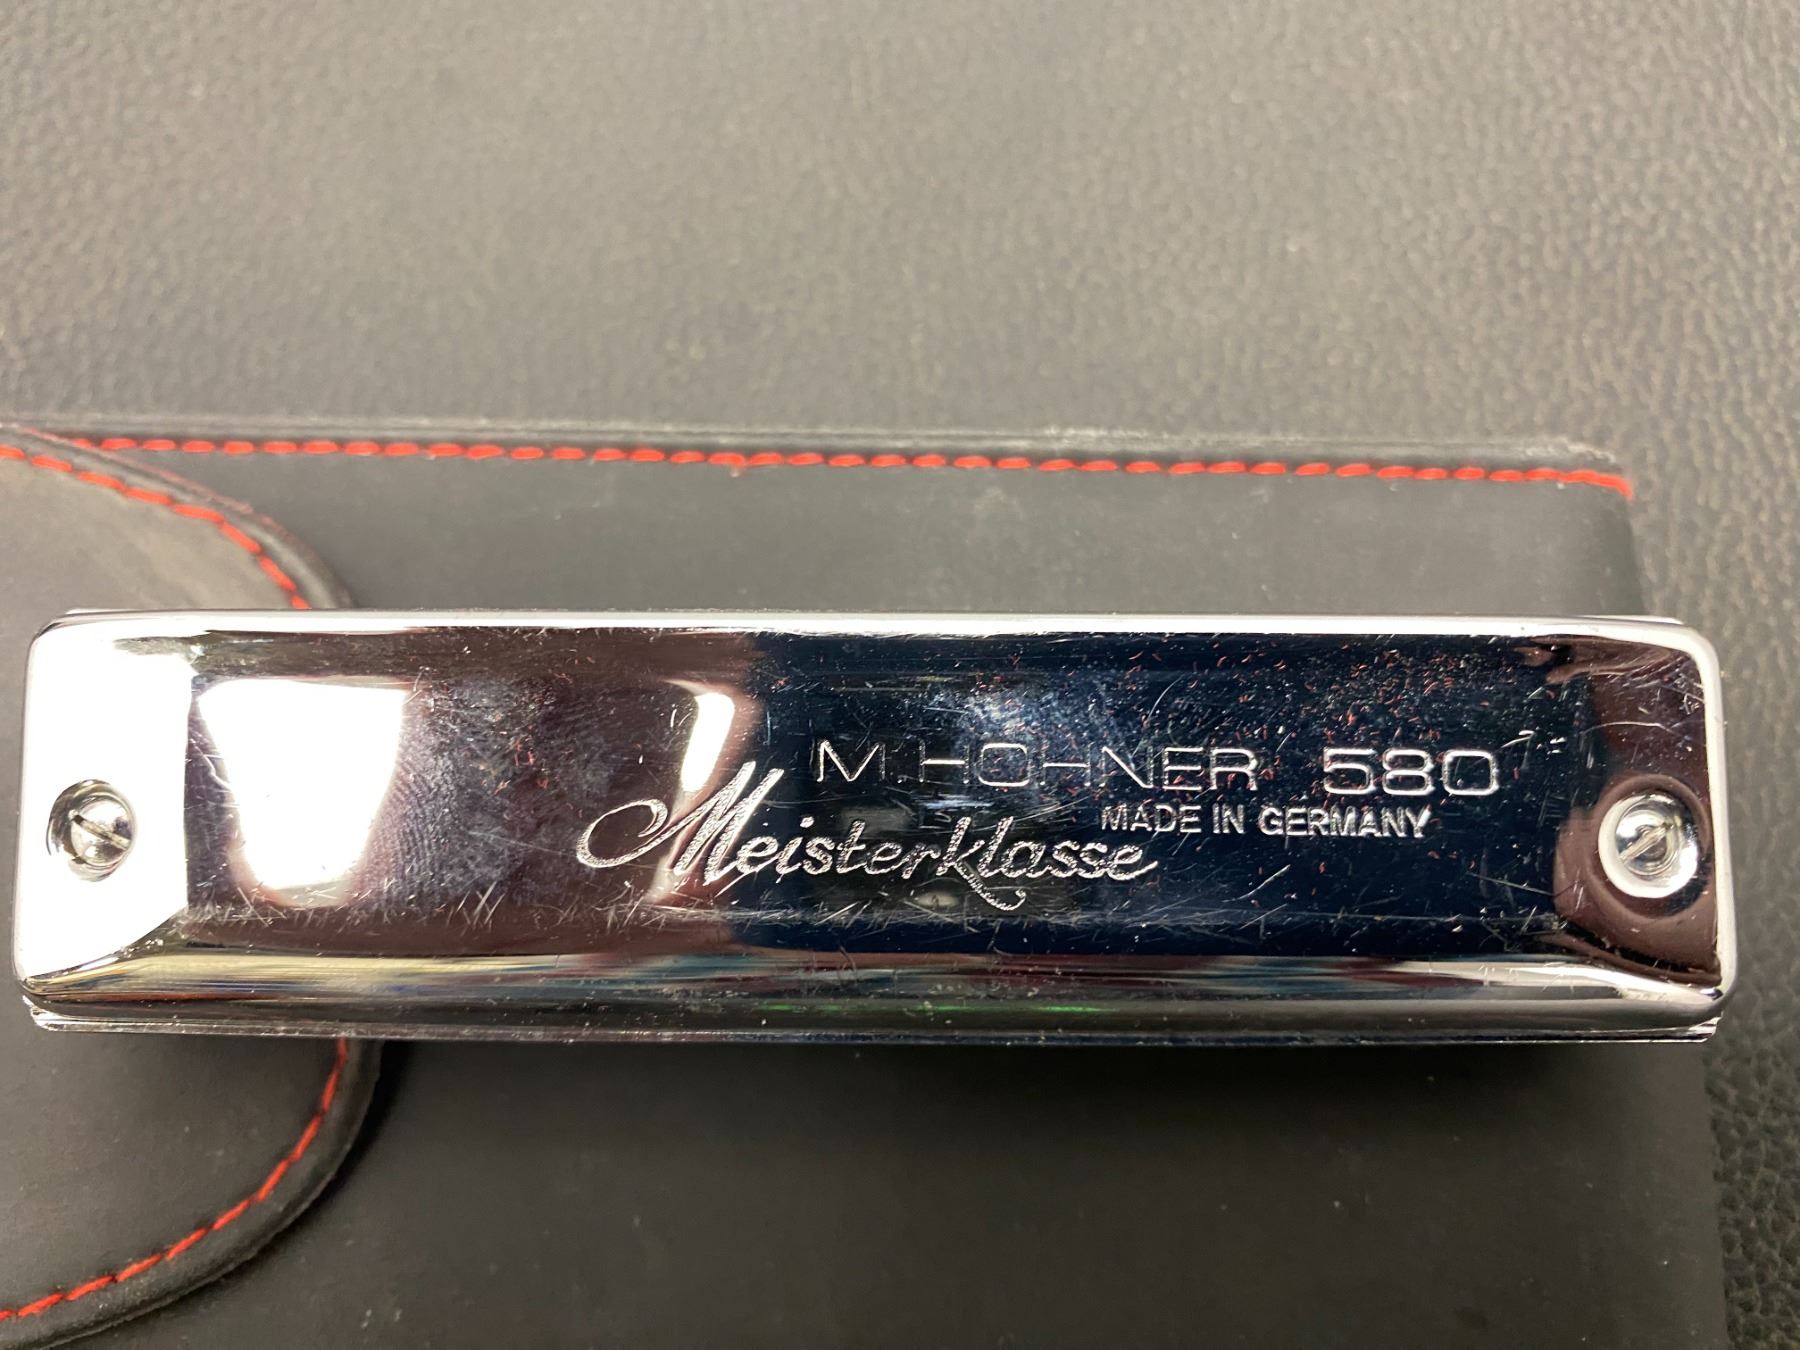 M. HOHNER 580
MADE IN GERMANY
Meisterklasse